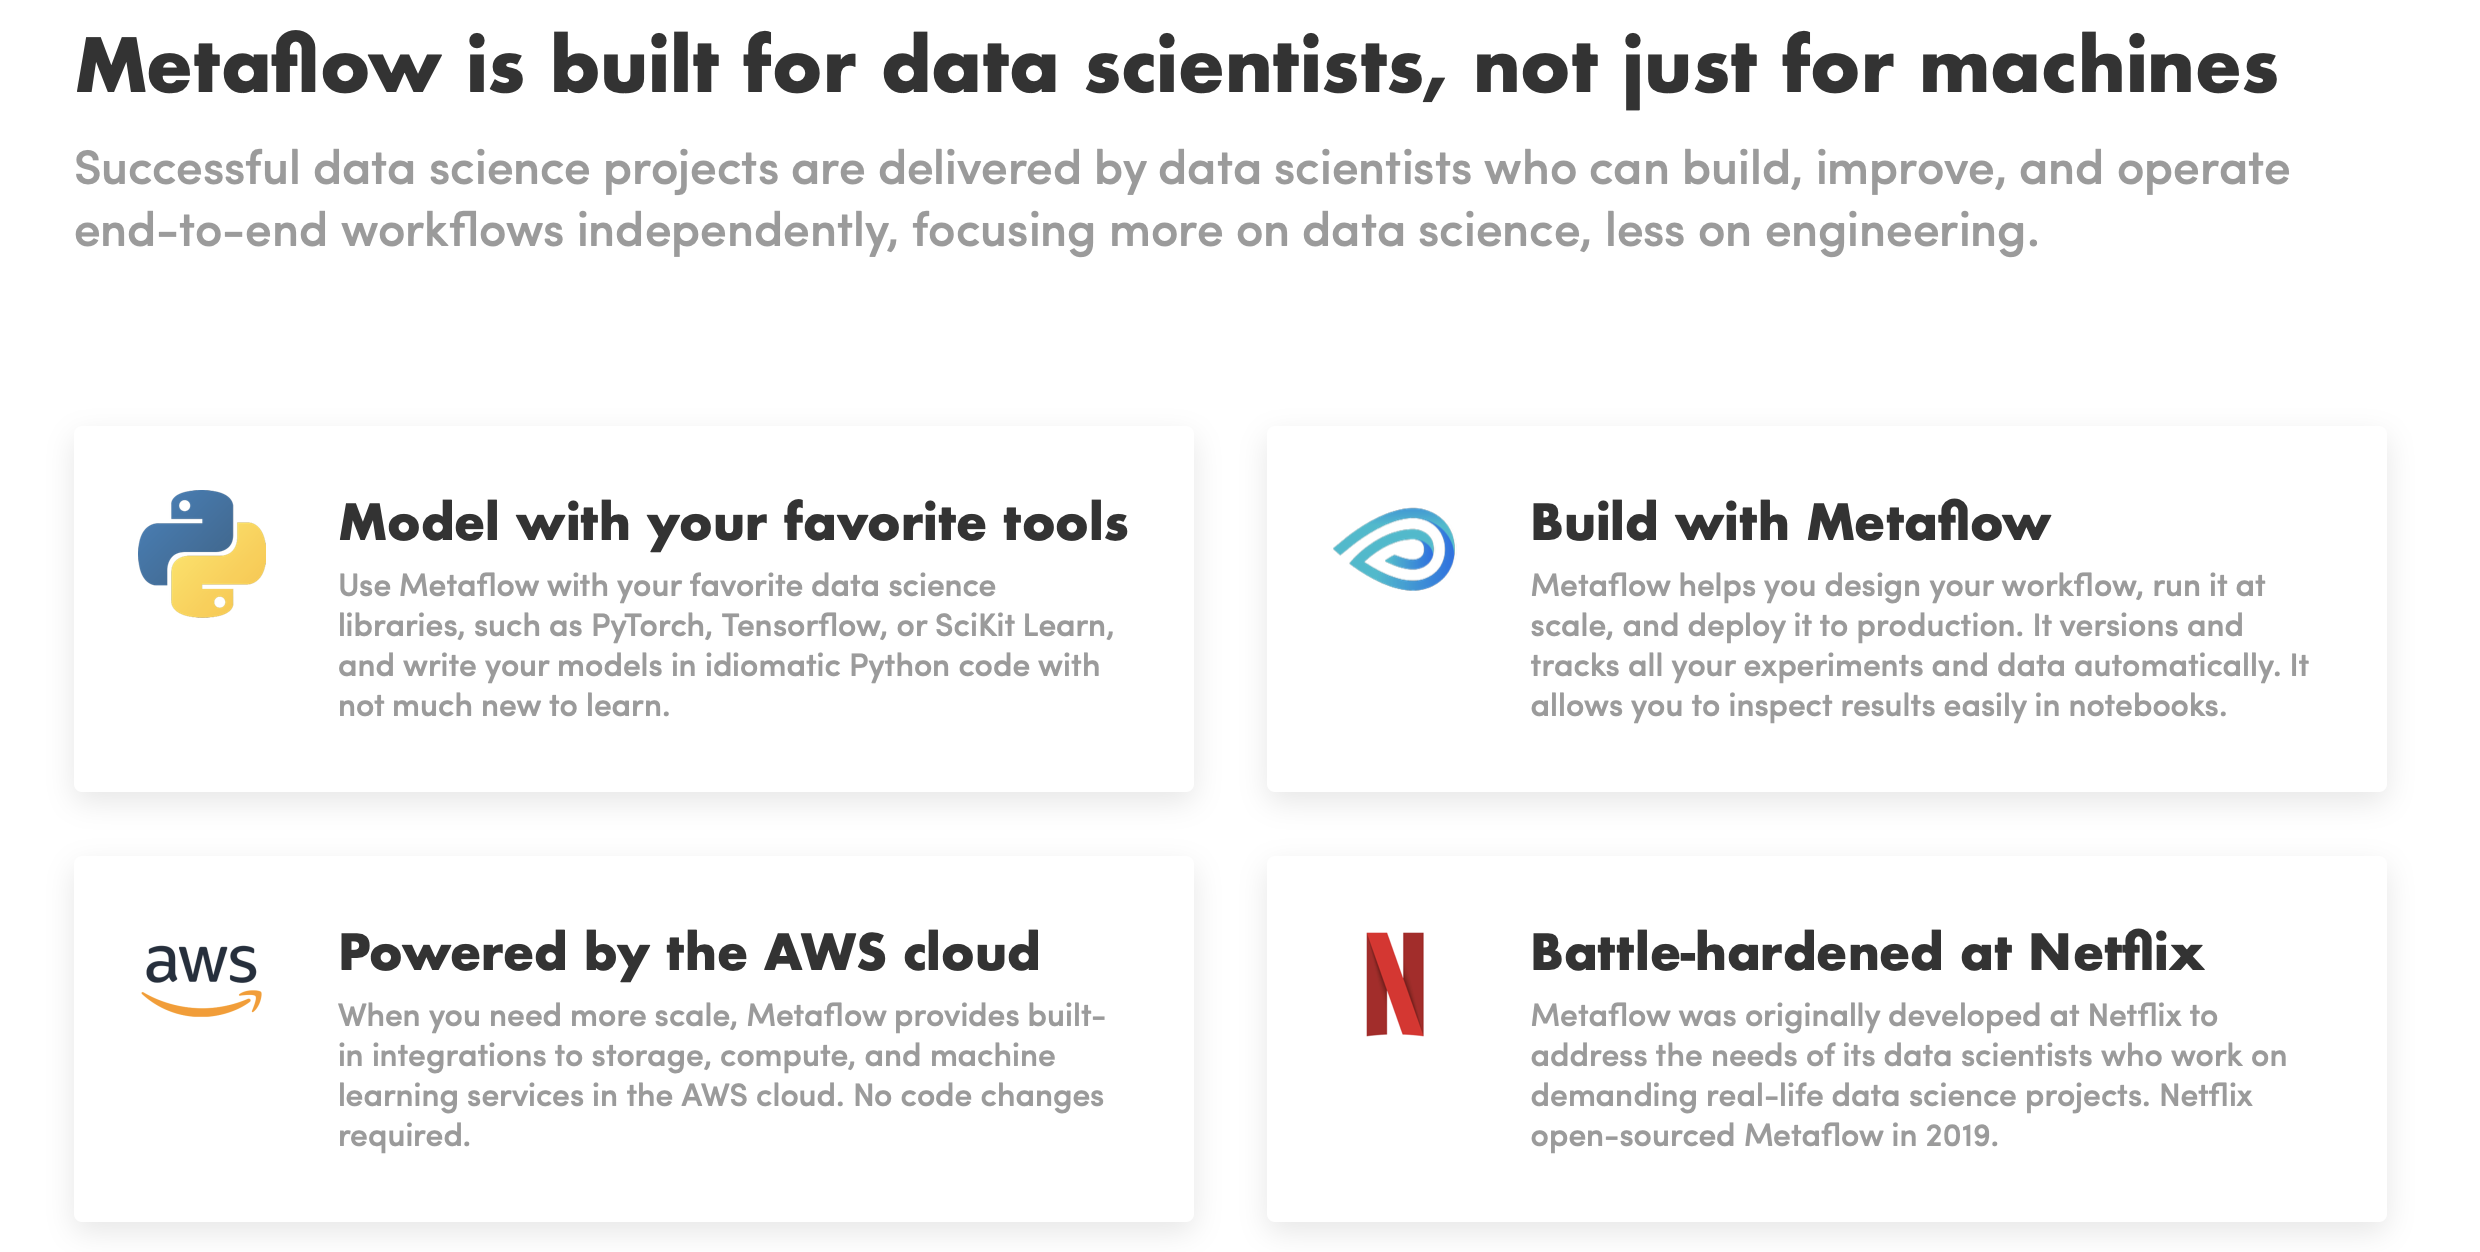 Metaflow is built for data scientists, not just for machines
Successful data science projects are delivered by data scientists who can build, improve, and operate
end-to-end workflows independently, focusing more on data science, less on engineering.
Model with your favorite tools
Use Metaflow with your favorite data science
libraries, such as PyTorch, Tensorflow, or SciKit Learn,
and write your models in idiomatic Python code with
not much new to learn.
Build with Metaflow
Metaflow helps you design your workflow, run it at
scale, and deploy it to production. It versions and
tracks all your experiments and data automatically. It
allows you to inspect results easily in notebooks.
aws
Powered by the AWS cloud
When you need more scale, Metaflow provides built-
in integrations to storage, compute, and machine
learning services in the AWS cloud. No code changes
required.
N
Battle-hardened at Netflix
Metaflow was originally developed at Netflix to
address the needs of its data scientists who work on
demanding real-life data science projects. Netflix
open-sourced Metaflow in 2019.